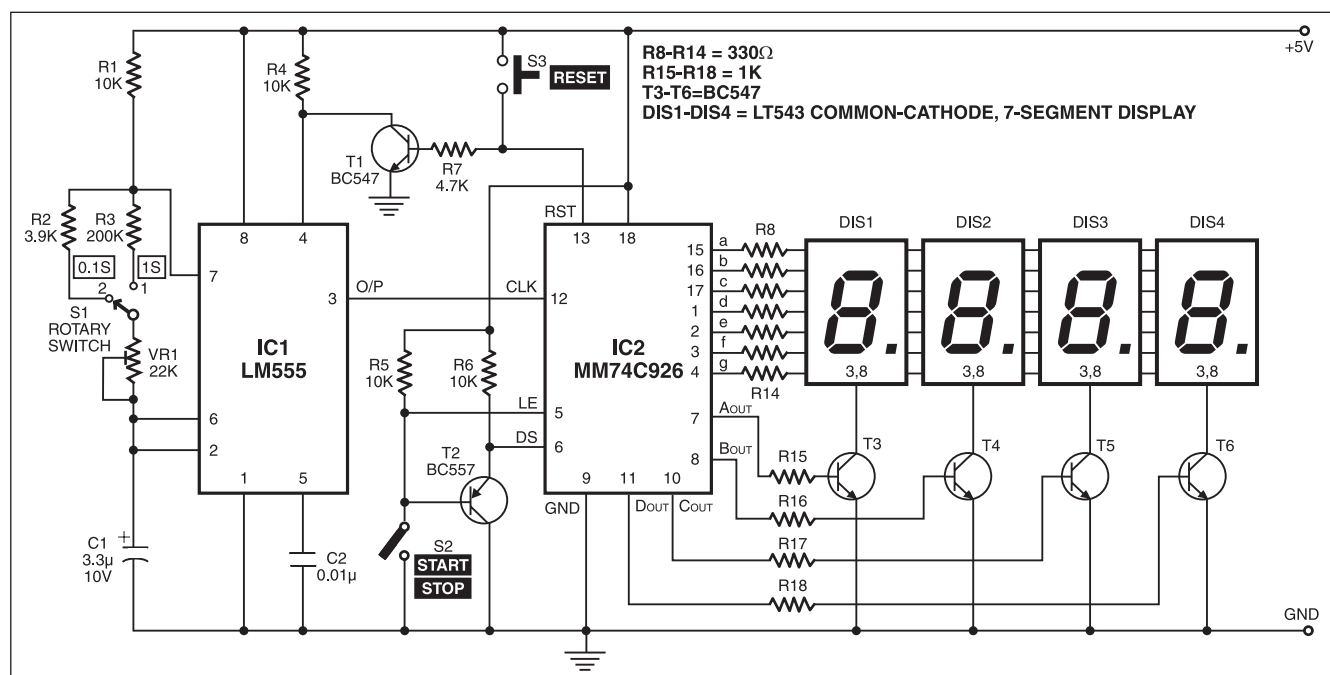 +5V
R8-R14 = 330Ω
R15-R18 = 1K
T3-T6=BC547
DIS1-DIS4 = LT543 COMMON-CATHODE, 7-SEGMENT DISPLAY
R1
10K
R4
10K
S3
RESET
T1
BC547
R7
4.7K
R2
3.9K
R3
200K
0.1S
1S
2
1
S1
ROTARY
SWITCH
VR1
22K
8
4
7
3
IC1
LM555
6
2
1
5
O/P
CLK
RST
13
18
12
IC2
MM74C926
R5
10K
R6
10K
LE
5
DS
6
T2
BC557
9
11
10
GND
DOUT
COUT
15
a
16
b
17
c
1
d
2
e
3
f
4
g
R8
R14
7
AOUT
8
BOUT
DIS1
DIS2
DIS3
DIS4
8.
8.
8.
8.
3,8
3,8
3,8
3,8
R15
T3
R16
T4
R17
T5
R18
T6
C1
+
3.3µ
10V
C2
0.01µ
S2
START
STOP
GND